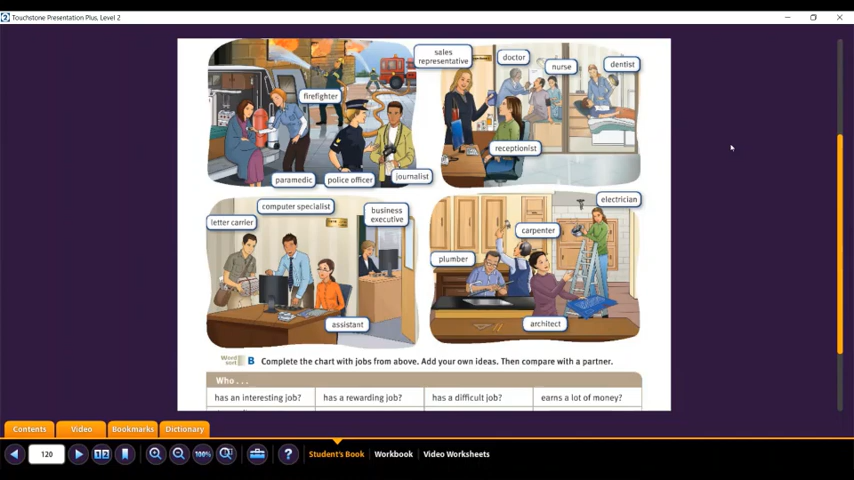 Touchstone Presentation Plus, Level 2
sales
representative
doctor
nurse
dentist
firefighter
receptionist
paramedic
police officer
journalist
computer specialist
letter carrier
business
executive
electrician
carpenter
plumber
assistant
architect
Word
sort
B Complete the chart with jobs from above. Add your own ideas. Then compare with a partner.
Who . . .
has an interesting job?
has a rewarding job?
has a difficult job?
earns a lot of money?
Contents
Video
Bookmarks
Dictionary
120
1 2
100%
?
Student's Book
Workbook
Video Worksheets